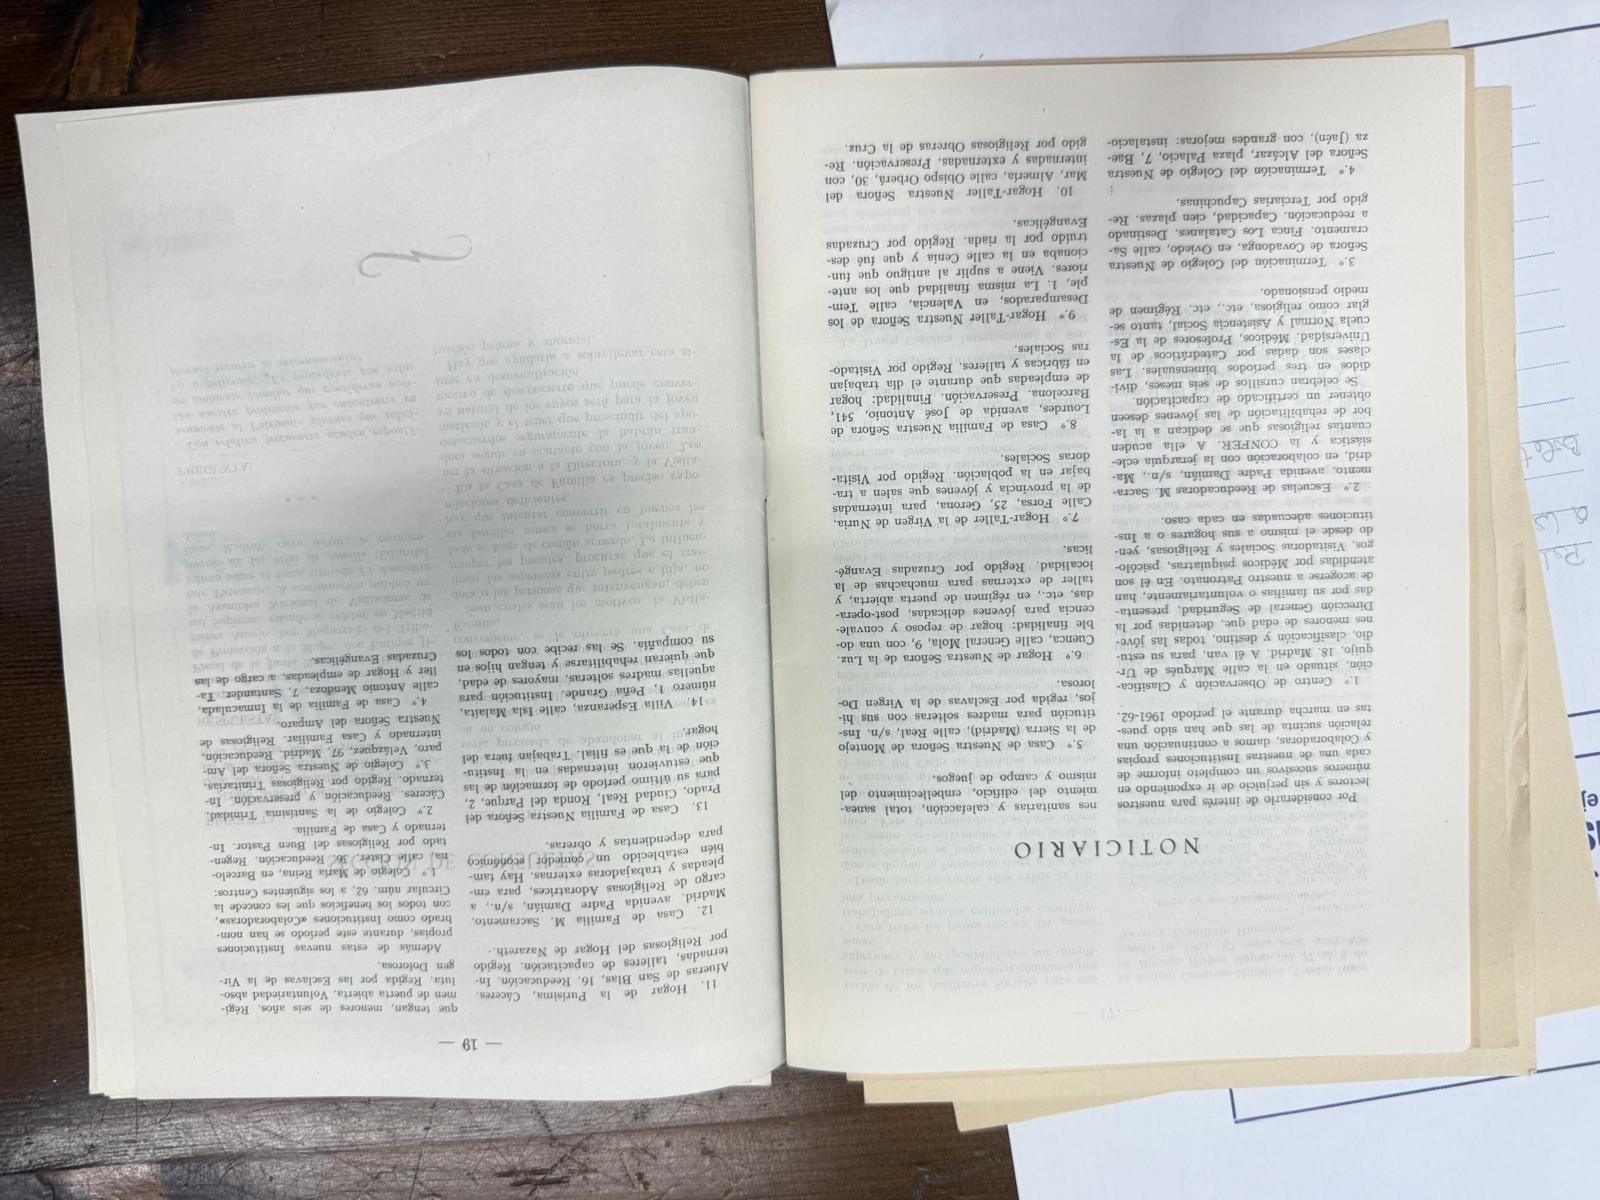 NOTICIARIO
Por considerarlo de interés para nuestros
lectores y sin perjuicio de ir exponiendo en
números sucesivos un completo informe de
cada una de nuestras Instituciones propias
y Colaboradoras, damos a continuación una
relación sucinta de las que han sido pues-
tas en marcha durante el período 1961-62.
1.º Centro de Observación y Clasifica-
ción, situado en la calle Marqués de Ur-
quijo, 18. Madrid. A él van, para su estu-
dio, clasificación y destino, todas las jóve-
nes menores de edad que, detenidas por la
Dirección General de Seguridad, presenta-
das por su familias o voluntariamente, han
de acogerse a nuestro Patronato. En él son
atendidas por Médicos psiquiatras, psicólo-
gos, Visitadoras Sociales y Religiosas, yen-
do desde el mismo a sus hogares o a Ins-
tituciones adecuadas en cada caso.
2.º Escuelas de Reeducadoras M. Sacra-
mento, avenida Padre Damián, s/n., Ma-
drid, en colaboración con la jerarquía ecle-
siástica y la CONFER. A ella acuden
cuantas religiosas que se dedican a la la-
bor de rehabilitación de las jóvenes deseen
obtener un certificado de capacitación.
Se celebran cursillos de seis meses, divi-
didos en tres períodos bimensuales. Las
clases son dadas por Catedráticos de la
Universidad, Médicos, Profesores de la Es-
cuela Normal y Asistencia Social, tanto se-
glar como religiosa, etc., etc. Régimen de
medio pensionado.
3.º Terminación del Colegio de Nuestra
Señora de Covadonga, en Oviedo, calle Sa-
cramento. Finca Los Catalanes. Destinado
a reeducación. Capacidad, cien plazas. Re-
gido por Terciarias Capuchinas.
4.º Terminación del Colegio de Nuestra
Señora del Alcázar, plaza Palacio, 7, Bae-
za (Jaén), con grandes mejoras: instalacio-
nes sanitarias y calefacción, total sanea-
miento del edificio, embellecimiento del
mismo y campo de juegos.
5.º Casa de Nuestra Señora de Montejo
de la Sierra (Madrid), calle Real, s/n. Ins-
titución para madres solteras con sus hi-
jos, regida por Esclavas de la Virgen Do-
lorosa.
6.º Hogar de Nuestra Señora de la Luz.
Cuenca, calle General Mola, 9, con una do-
ble finalidad: hogar de reposo y convale-
cencia para jóvenes delicadas, post-opera-
das, etc., en régimen de puerta abierta, y
taller de externas para muchachas de la
localidad. Regido por Cruzadas Evangé-
licas.
7.º Hogar-Taller de la Virgen de Nuria.
Calle Forsa, 25, Gerona, para internadas
de la provincia y jóvenes que salen a tra-
bajar en la población. Regido por Visita-
doras Sociales.
8.º Casa de Familia Nuestra Señora de
Lourdes, avenida de José Antonio, 541,
Barcelona. Preservación. Finalidad: hogar
de empleadas que durante el día trabajan
en fábricas y talleres. Regido por Visitado-
ras Sociales.
9.º Hogar-Taller Nuestra Señora de los
Desamparados, en Valencia, calle Tem-
ple, 1. La misma finalidad que los ante-
riores. Viene a suplir al antiguo que fun-
cionaba en la calle Cenia y que fué des-
truído por la riada. Regido por Cruzadas
Evangélicas.
10. Hogar-Taller Nuestra Señora del
Mar, Almería, calle Obispo Orberá, 30, con
internadas y externadas. Preservación. Re-
gido por Religiosas Obreras de la Cruz.
— 19 —
11. Hogar de la Purísima, Cáceres.
Afueras de San Blas, 16. Reeducación. In-
ternadas, talleres de capacitación. Regido
por Religiosas del Hogar de Nazareth.
12. Casa de Familia M. Sacramento,
Madrid, avenida Padre Damián, s/n., a
cargo de Religiosas Adoratrices, para em-
pleadas y trabajadoras externas. Hay tam-
bién establecido un comedor económico
para dependientas y obreras.
13. Casa de Familia Nuestra Señora del
Prado, Ciudad Real, Ronda del Parque, 2,
para su último período de formación de las
que estuvieron internadas en la Institu-
ción de la que es filial. Trabajan fuera del
hogar.
14. Villa Esperanza, calle Isla Malaita,
número 1, Peña Grande. Institución para
aquellas madres solteras, mayores de edad,
que quieran rehabilitarse y tengan hijos en
su compañía. Se las recibe con todos los
que tengan, menores de seis años. Régi-
men de puerta abierta. Voluntariedad abso-
luta. Regida por las Esclavas de la Vir-
gen Dolorosa.
Además de estas nuevas Instituciones
propias, durante este período se han nom-
brado como Instituciones «Colaboradoras»,
con todos los beneficios que les concede la
Circular núm. 62, a los siguientes Centros:
1.º Colegio de María Reina, en Barcelo-
na, calle Cister, 36. Reeducación. Regen-
tado por Religiosas del Buen Pastor. In-
ternado y Casa de Familia.
2.º Colegio de la Santísima Trinidad,
Cáceres. Reeducación y preservación. In-
ternado. Regido por Religiosas Trinitarias.
3.º Colegio de Nuestra Señora del Am-
paro, Velázquez, 97, Madrid. Reeducación,
internado y Casa Familiar. Religiosas de
Nuestra Señora del Amparo.
4.º Casa de Familia de la Inmaculada,
calle Antonio Mendoza, 7, Santander. Ta-
ller y Hogar de empleadas, a cargo de las
Cruzadas Evangélicas.